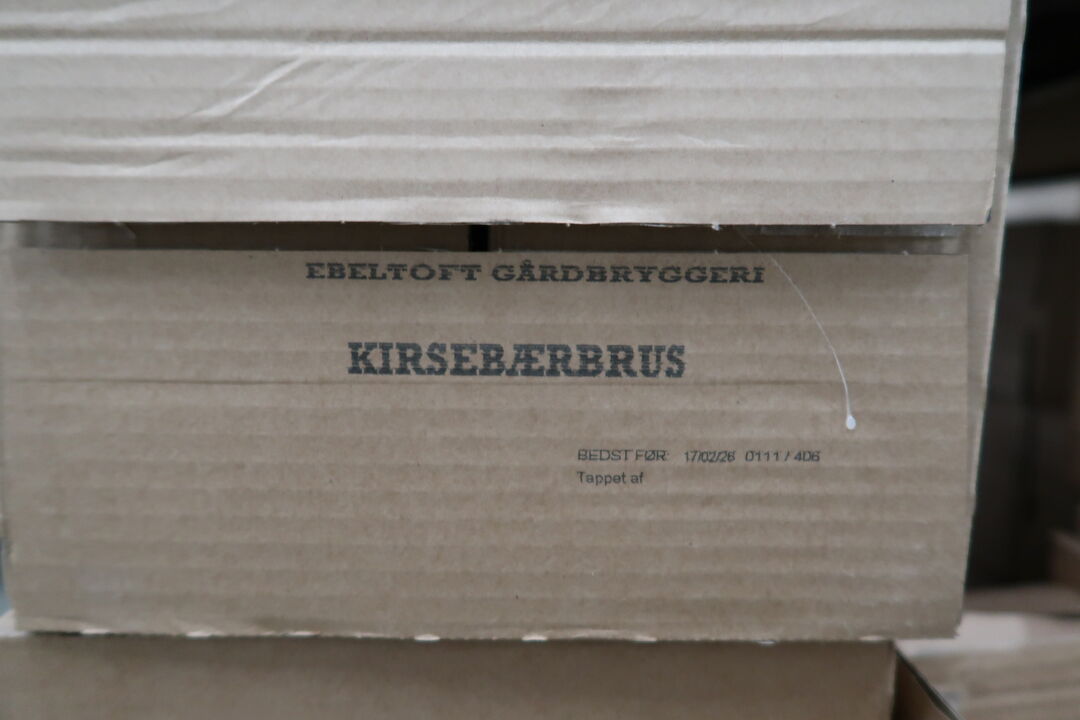 EBELTOFT GÅRDBRYGGERI
KIRSEBÆRBRUS
BEDST FØR: 17/02/26 0111 / 406
Tappet af